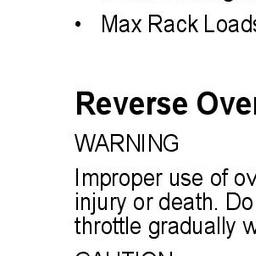 • Max Rack Loads
Reverse Over
WARNING
Improper use of ov
injury or death. Do
throttle gradually w
CAUTION